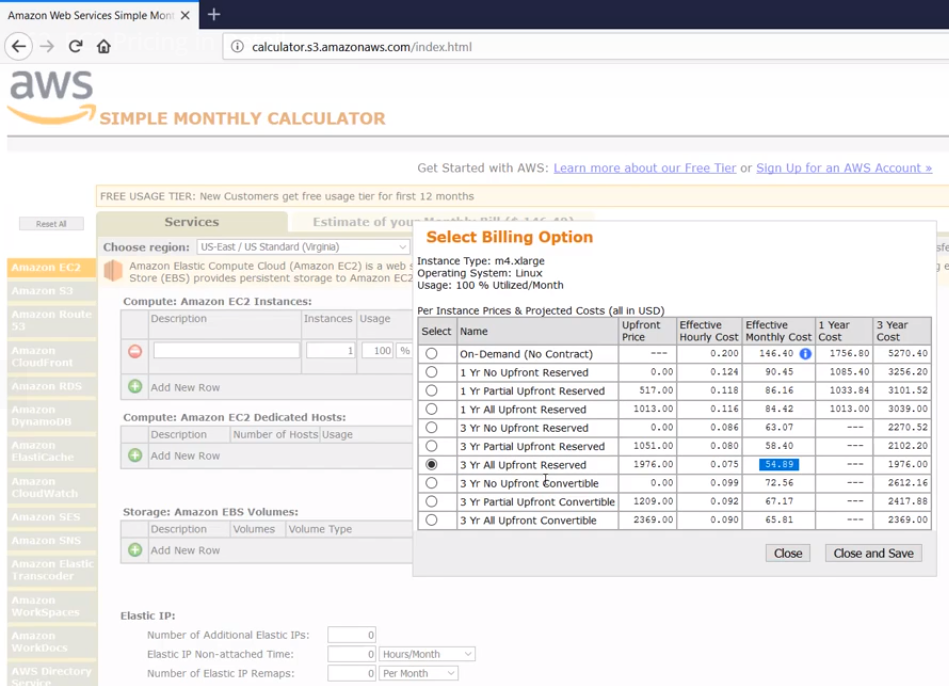 Amazon Web Services Simple Mont
calculator.s3.amazonaws.com/index.html
aws
SIMPLE MONTHLY CALCULATOR
Get Started with AWS: Learn more about our Free Tier or Sign Up for an AWS Account »
FREE USAGE TIER: New Customers get free usage tier for first 12 months
Reset All
Services
Estimate of your Monthly Bill ($ 146.40)
Choose region: US-East / US Standard (Virginia)
Amazon EC2
Amazon S3
Amazon Route
53
Amazon
CloudFront
Amazon RDS
Amazon
DynamoDB
Amazon
ElastiCache
Amazon
CloudWatch
Amazon SES
Amazon SNS
Amazon Elastic
Transcoder
Amazon
WorkSpaces
Amazon
WorkDocs
AWS Directory
Service
Amazon Elastic Compute Cloud (Amazon EC2) is a web s
Store (EBS) provides persistent storage to Amazon EC2
Compute: Amazon EC2 Instances:
Description Instances Usage
1 100 %
Add New Row
Compute: Amazon EC2 Dedicated Hosts:
Description Number of Hosts Usage
Add New Row
Storage: Amazon EBS Volumes:
Description Volumes Volume Type
Add New Row
Elastic IP:
Number of Additional Elastic IPs: 0
Elastic IP Non-attached Time: 0 Hours/Month
Number of Elastic IP Remaps: 0 Per Month
Select Billing Option
Instance Type: m4.xlarge
Operating System: Linux
Usage: 100 % Utilized/Month
Per Instance Prices & Projected Costs (all in USD)
Select Name Upfront Price Effective Hourly Cost Effective Monthly Cost 1 Year Cost 3 Year Cost
On-Demand (No Contract) --- 0.200 146.40 1756.80 5270.40
1 Yr No Upfront Reserved 0.00 0.124 90.45 1085.40 3256.20
1 Yr Partial Upfront Reserved 517.00 0.118 86.16 1033.84 3101.52
1 Yr All Upfront Reserved 1013.00 0.116 84.42 1013.00 3039.00
3 Yr No Upfront Reserved 0.00 0.086 63.07 --- 2270.52
3 Yr Partial Upfront Reserved 1051.00 0.080 58.40 --- 2102.20
3 Yr All Upfront Reserved 1976.00 0.075 54.89 --- 1976.00
3 Yr No Upfront Convertible 0.00 0.099 72.56 --- 2612.16
3 Yr Partial Upfront Convertible 1209.00 0.092 67.17 --- 2417.88
3 Yr All Upfront Convertible 2369.00 0.090 65.81 --- 2369.00
Close
Close and Save